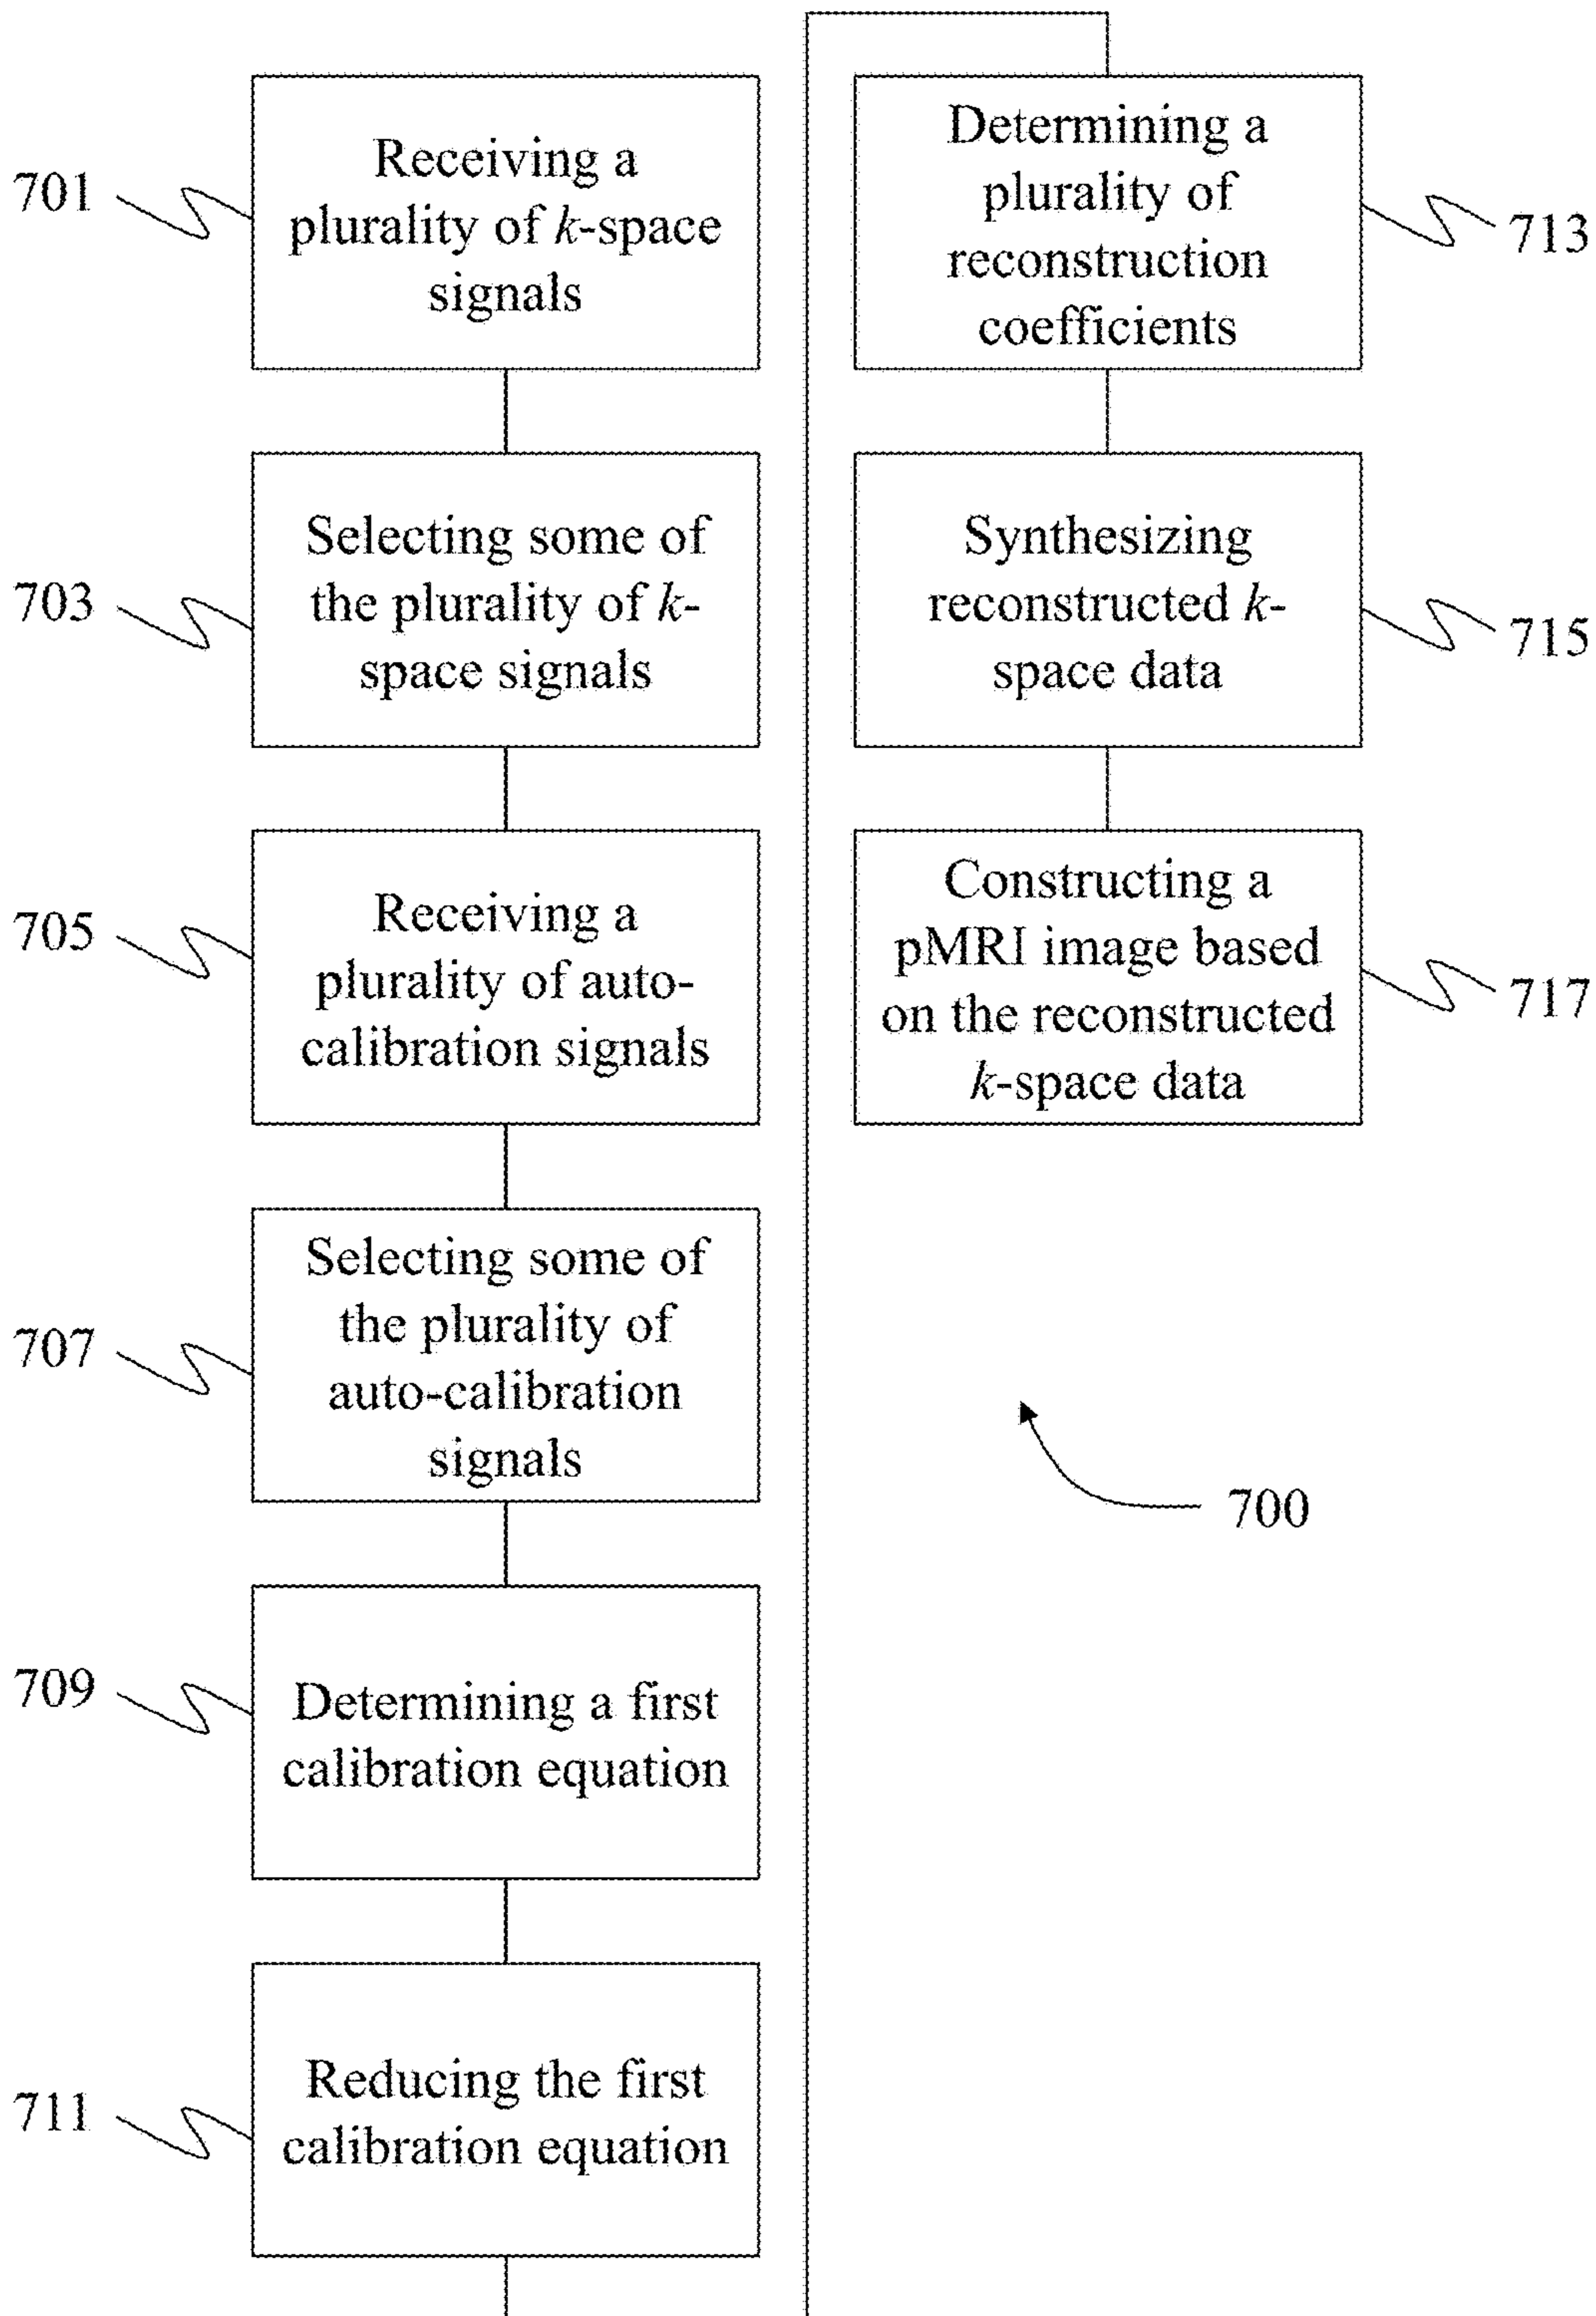 701
Receiving a
plurality of k-space
signals
703
Selecting some of
the plurality of k-
space signals
705
Receiving a
plurality of auto-
calibration signals
707
Selecting some of
the plurality of
auto-calibration
signals
709
Determining a first
calibration equation
711
Reducing the first
calibration equation
Determining a
plurality of
reconstruction
coefficients
713
Synthesizing
reconstructed k-
space data
715
Constructing a
pMRI image based
on the reconstructed
k-space data
717
700